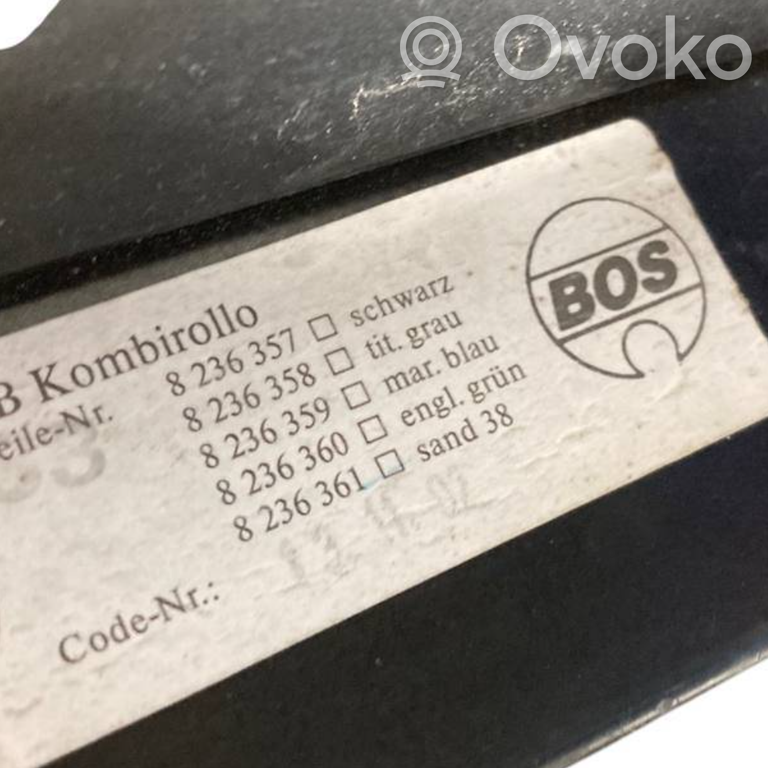 Ovoko
BOS
B Kombirollo
eile-Nr. 8 236 357 □ schwarz
8 236 358 □ tit. grau
8 236 359 □ mar. blau
8 236 360 □ engl. grün
8 236 361 □ sand 38
Code-Nr.: